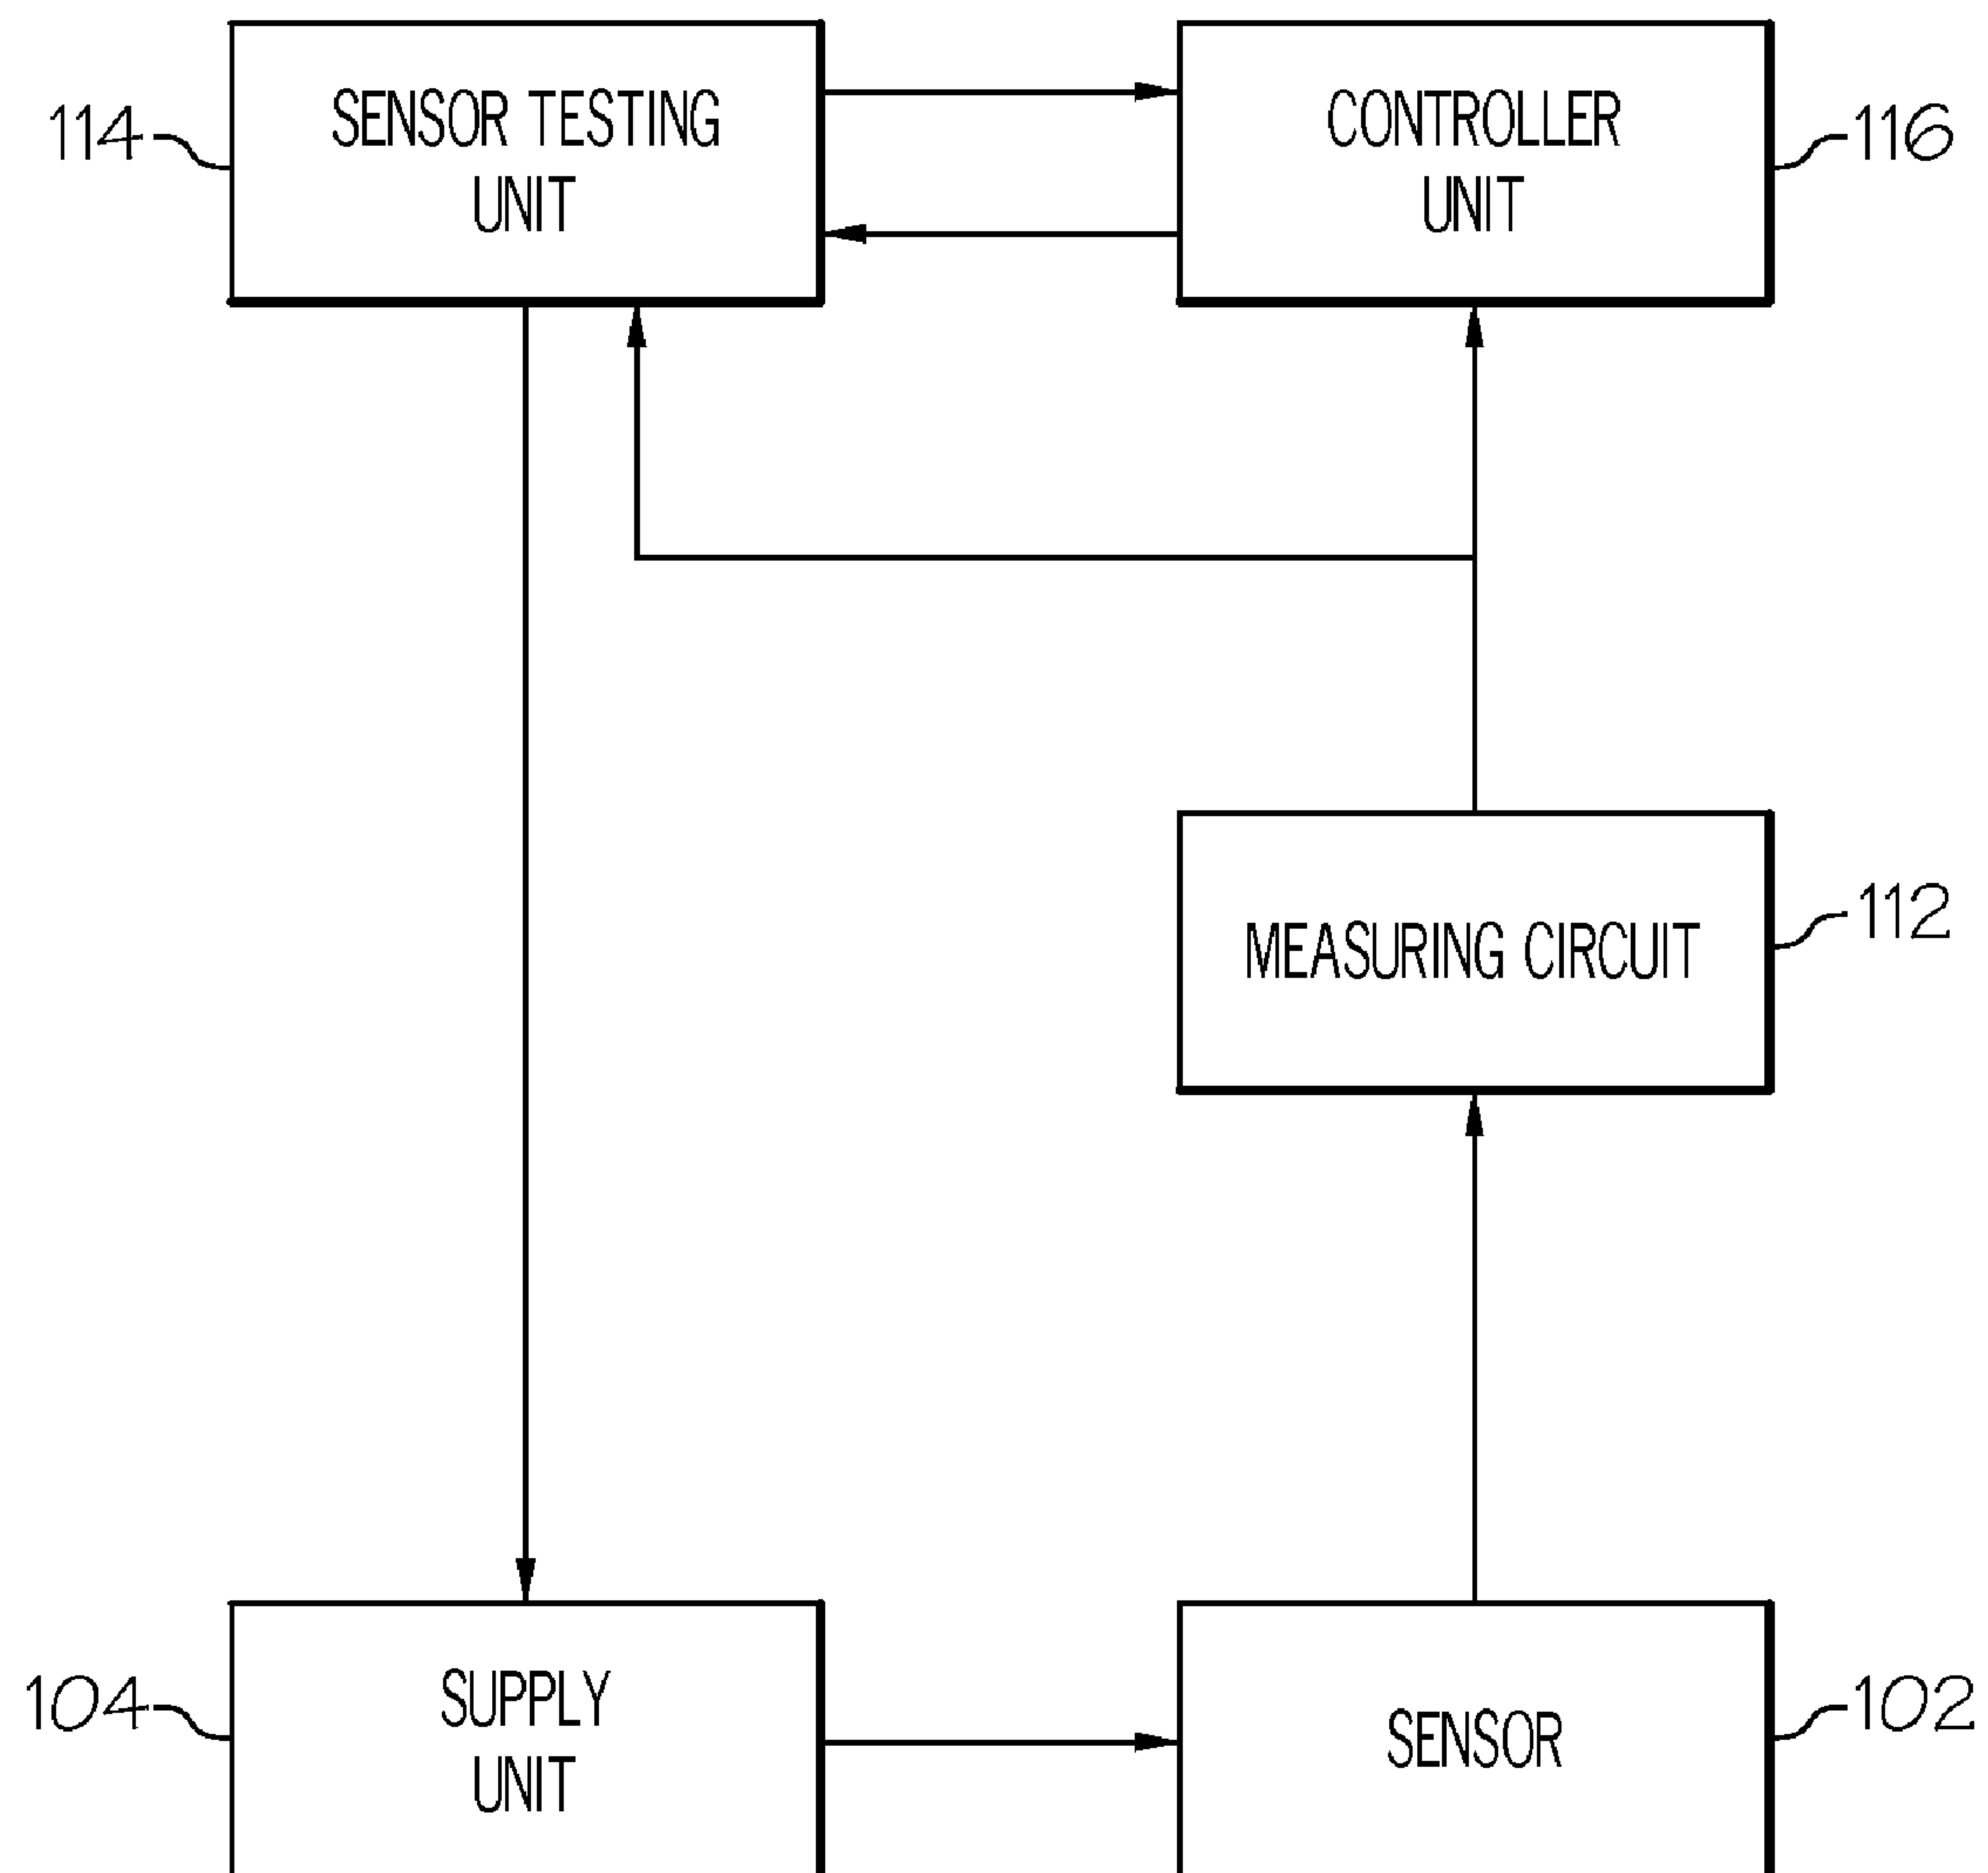 114
SENSOR TESTING
UNIT
CONTROLLER
UNIT
116
MEASURING CIRCUIT
112
104
SUPPLY
UNIT
SENSOR
102